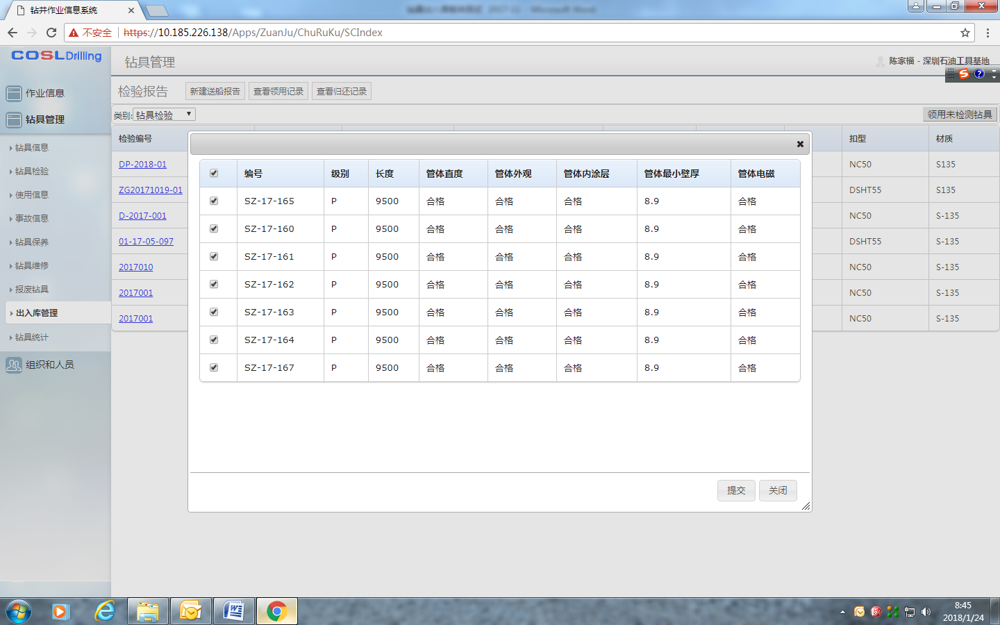 钻井作业信息系统
不安全 https://10.185.226.138/Apps/ZuanJu/ChuRuKu/SCIndex
COSL Drilling
钻具管理
陈家福 - 深圳石油工具基地
作业信息
钻具管理
钻具信息
钻具检验
使用信息
事故信息
钻具保养
钻具维修
报废钻具
出入库管理
钻具统计
组织和人员
检验报告 新建送船报告 查看领用记录 查看归还记录
类别: 钻具检验 领用未检测钻具
检验编号 扣型 材质
DP-2018-01 NC50 S135
ZG20171019-01 DSHT55 S135
D-2017-001 NC50 S-135
01-17-05-097 DSHT55 S-135
2017010 NC50 S-135
2017001 NC50 S-135
2017001 NC50 S-135
编号 级别 长度 管体直度 管体外观 管体内涂层 管体最小壁厚 管体电磁
SZ-17-165 P 9500 合格 合格 合格 8.9 合格
SZ-17-160 P 9500 合格 合格 合格 8.9 合格
SZ-17-161 P 9500 合格 合格 合格 8.9 合格
SZ-17-162 P 9500 合格 合格 合格 8.9 合格
SZ-17-163 P 9500 合格 合格 合格 8.9 合格
SZ-17-164 P 9500 合格 合格 合格 8.9 合格
SZ-17-167 P 9500 合格 合格 合格 8.9 合格
提交 关闭
8:45
2018/1/24